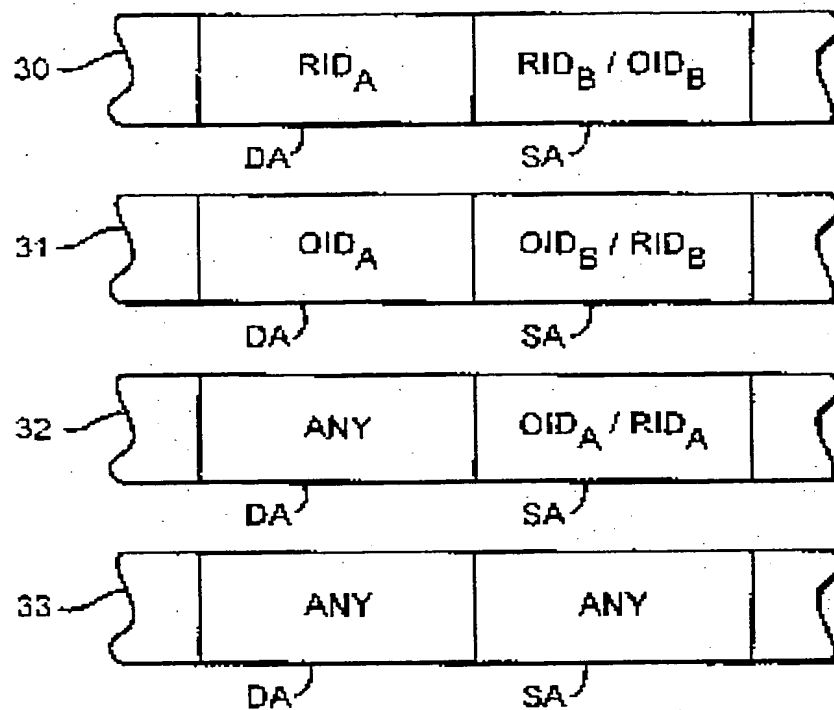 30 RID_A RID_B / OID_B
DA SA
31 OID_A OID_B / RID_B
DA SA
32 ANY OID_A / RID_A
DA SA
33 ANY ANY
DA SA